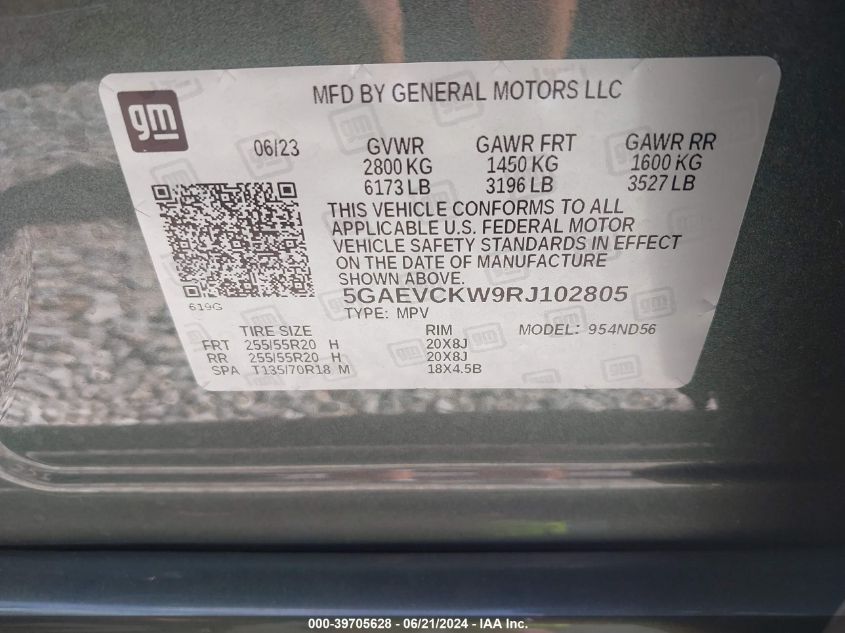 gm
MFD BY GENERAL MOTORS LLC
06/23 GVWR GAWR FRT GAWR RR
2800 KG 1450 KG 1600 KG
6173 LB 3196 LB 3527 LB
THIS VEHICLE CONFORMS TO ALL
APPLICABLE U.S. FEDERAL MOTOR
VEHICLE SAFETY STANDARDS IN EFFECT
ON THE DATE OF MANUFACTURE
SHOWN ABOVE.
619G
5GAEVCKW9RJ102805
TYPE: MPV MODEL: 954ND56
TIRE SIZE RIM
FRT 255/55R20 H 20X8J
RR 255/55R20 H 20X8J
SPA T135/70R18 M 18X4.5B
000-39705628 - 06/21/2024 - IAA Inc.